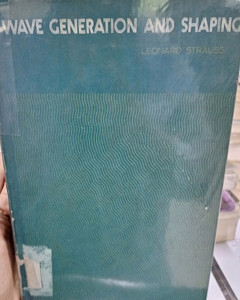 WAVE GENERATION AND SHAPING
LEONARD STRAUSS